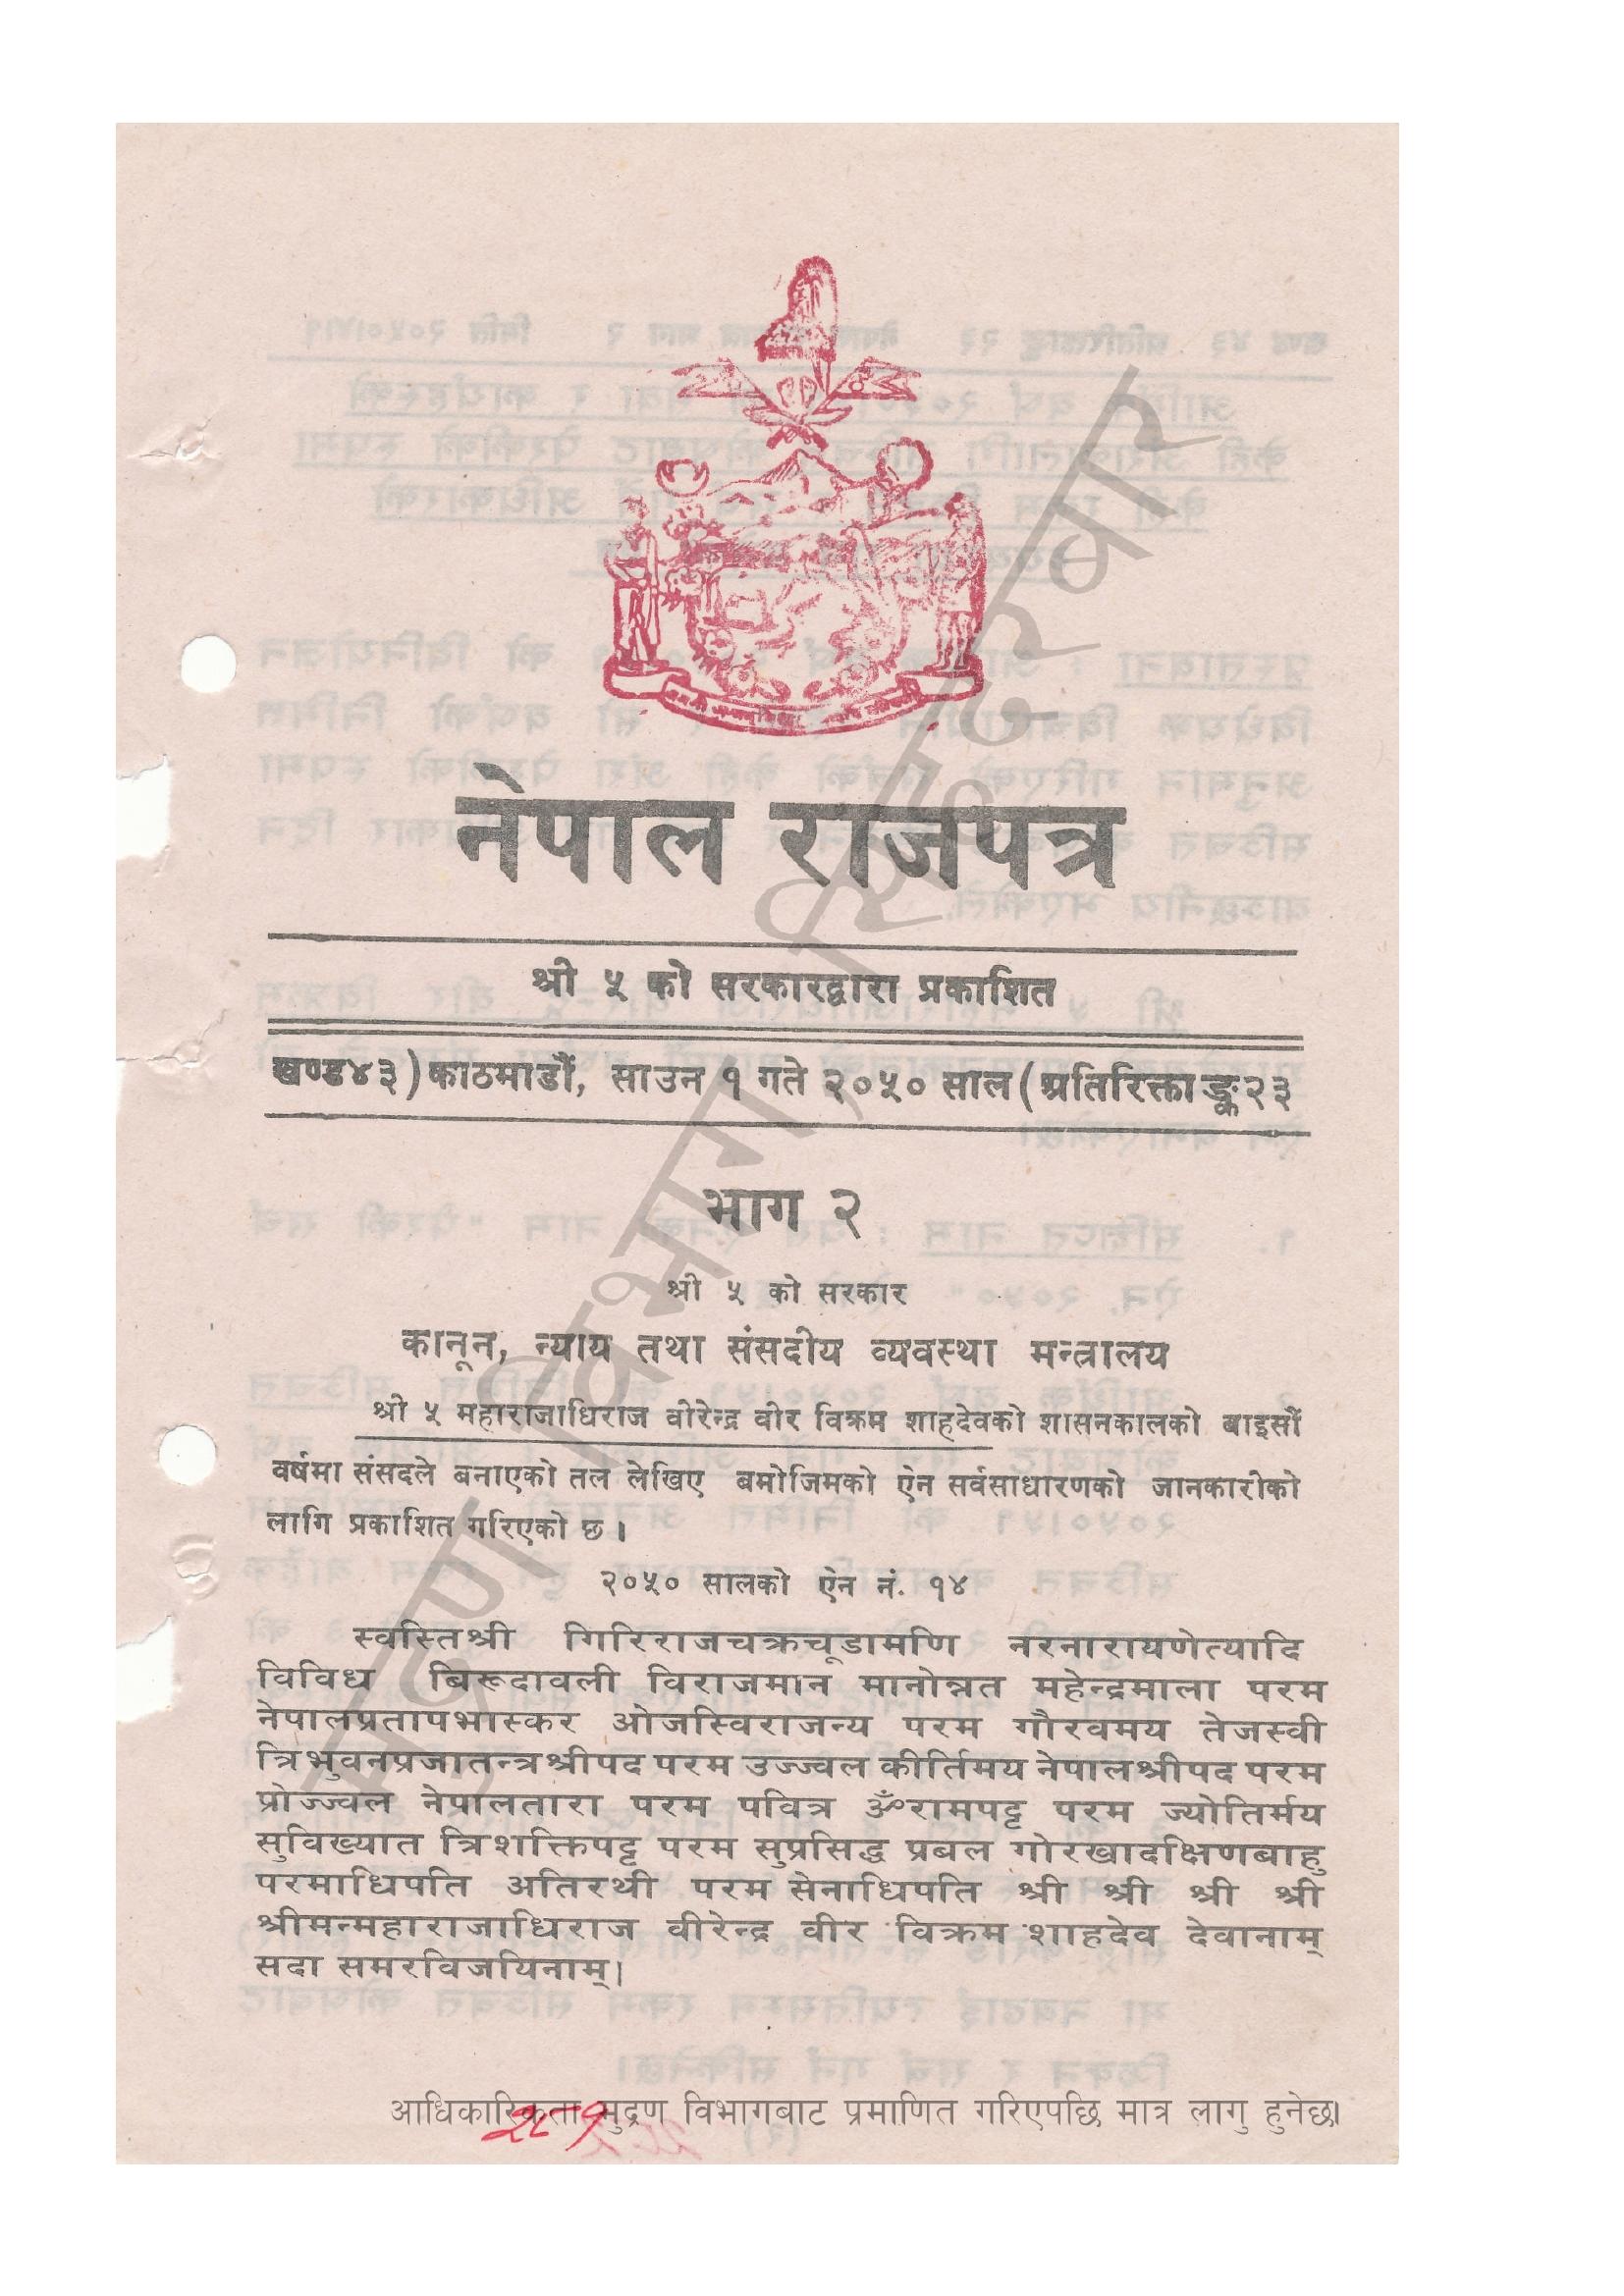 नेपाल राजपत्र
श्री ५ को सरकारद्वारा प्रकाशित
खण्ड४३) काठमाडौं, साउन १ गते २०५० साल (अतिरिक्ताङ्क२३
भाग २
श्री ५ को सरकार
कानून, न्याय तथा संसदीय व्यवस्था मन्त्रालय
श्री ५ महाराजाधिराज वीरेन्द्र वीर विक्रम शाहदेवको शासनकालको बाइसौं
वर्षमा संसदले बनाएको तल लेखिए बमोजिमको ऐन सर्वसाधारणको जानकारीको
लागि प्रकाशित गरिएको छ।
२०५० सालको ऐन नं. १४
स्वस्तिश्री गिरिराजचक्रचूडामणि नरनारायणेत्यादि
विविध बिरूदावली विराजमान मानोन्नत महेन्द्रमाला परम
नेपालप्रतापभास्कर ओजस्विराजन्य परम गौरवमय तेजस्वी
त्रिभुवनप्रजातन्त्रश्रीपद परम उज्ज्वल कीर्तिमय नेपालश्रीपद परम
प्रोज्ज्वल नेपालतारा परम पवित्र ॐरामपट्ट परम ज्योतिर्मय
सुविख्यात त्रिशक्तिपट्ट परम सुप्रसिद्ध प्रबल गोरखादक्षिणबाहु
परमाधिपति अतिरथी परम सेनाधिपति श्री श्री श्री श्री
श्रीमन्महाराजाधिराज वीरेन्द्र वीर विक्रम शाहदेव देवानाम्
सदा समरविजयिनाम्।
मुद्रण विभाग, सिंहदरबार
आधिकारिकता मुद्रण विभागबाट प्रमाणित गरिएपछि मात्र लागु हुनेछ।